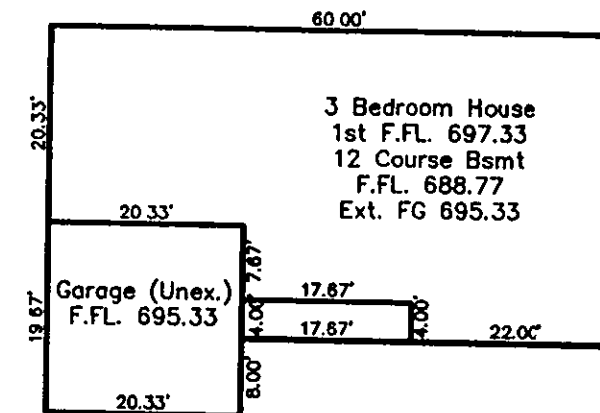 60 00'
20.33'
3 Bedroom House
1st F.FL. 697.33
12 Course Bsmt
F.FL. 688.77
Ext. FG 695.33
20 33'
7.67'
Garage (Unex.)
F.FL. 695.33
17.67'
19.67'
4.00'
4.00'
17.67'
22.00'
8.00'
20.33'